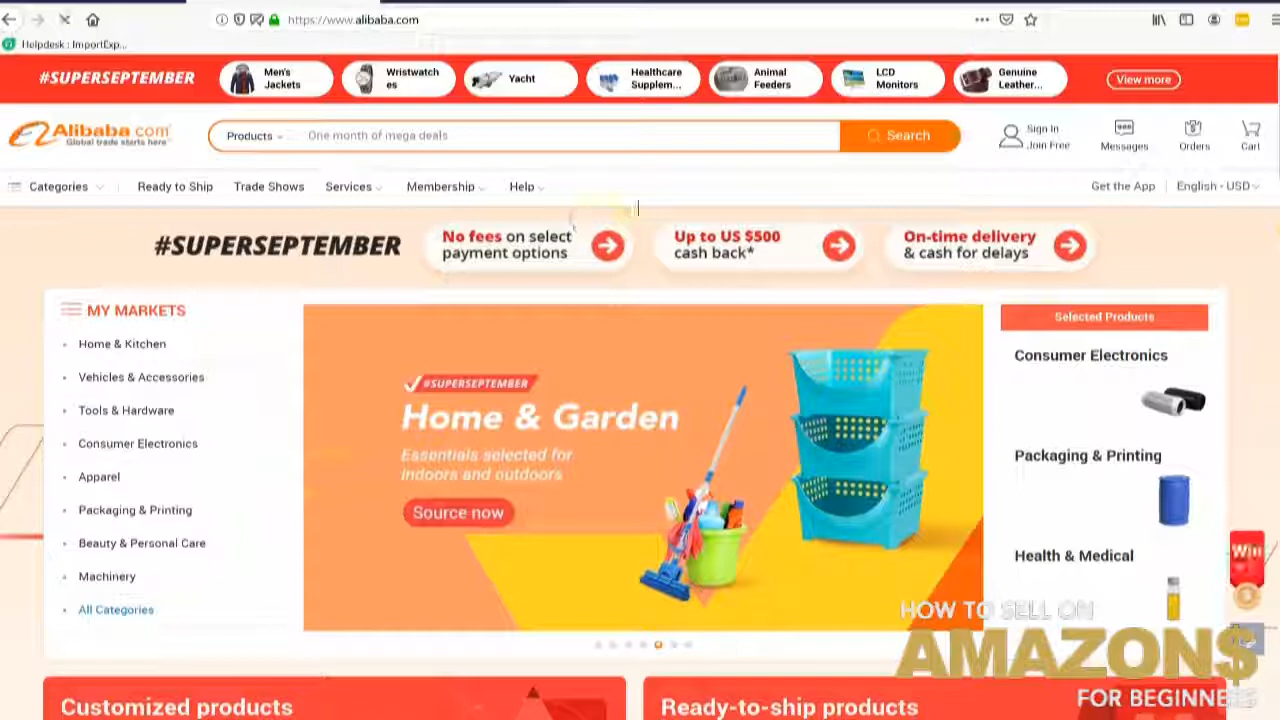 https://www.alibaba.com
Helpdesk : ImportExp...
#SUPERSEPTEMBER
Men's
Jackets
Wristwatch
es
Yacht
Healthcare
Supplem...
Animal
Feeders
LCD
Monitors
Genuine
Leather...
View more
Alibaba.com
Global trade starts here
Products
One month of mega deals
Search
Sign In
Join Free
Messages
Orders
Cart
Categories
Ready to Ship
Trade Shows
Services
Membership
Help
Get the App
English - USD
#SUPERSEPTEMBER
No fees on select
payment options
Up to US $500
cash back*
On-time delivery
& cash for delays
MY MARKETS
Home & Kitchen
Vehicles & Accessories
Tools & Hardware
Consumer Electronics
Apparel
Packaging & Printing
Beauty & Personal Care
Machinery
All Categories
#SUPERSEPTEMBER
Home & Garden
Essentials selected for
indoors and outdoors
Source now
Selected Products
Consumer Electronics
Packaging & Printing
Health & Medical
Win
HOW TO SELL ON
AMAZON$
FOR BEGINNERS
Customized products
Ready-to-ship products